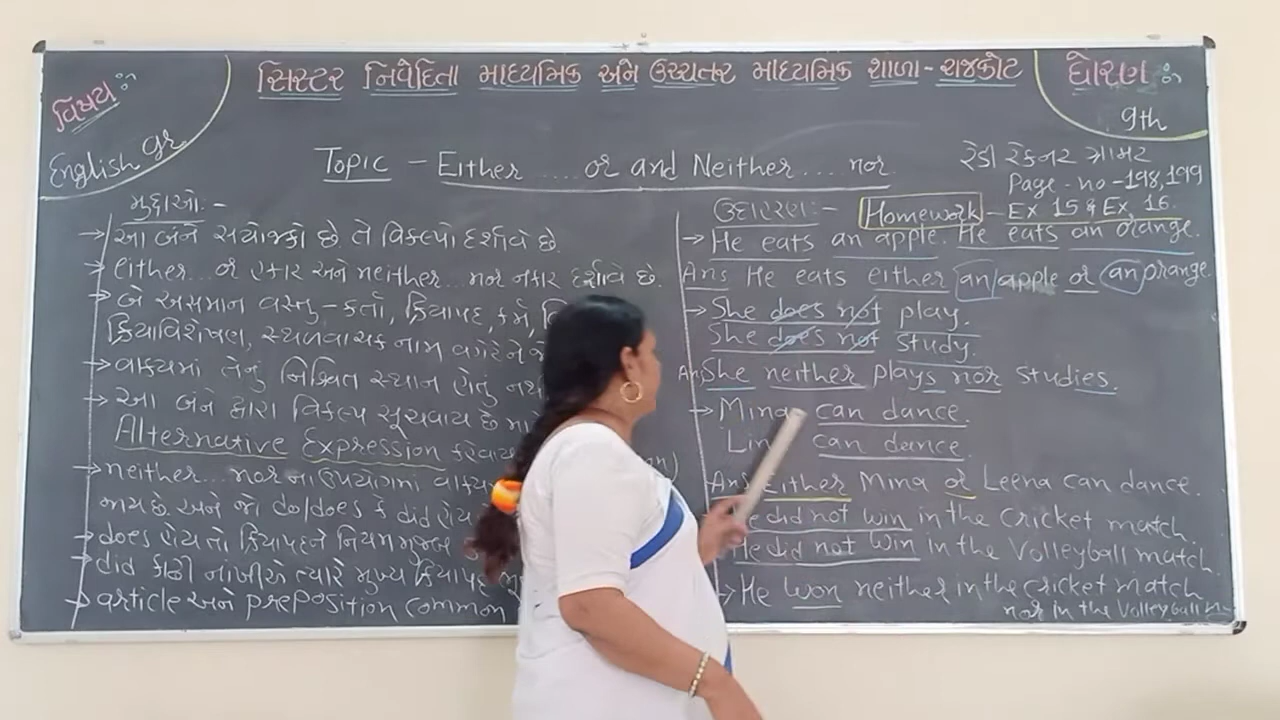 સિસ્ટર નિવેદિતા માધ્યમિક અને ઉચ્ચતર માધ્યમિક શાળા - રાજકોટ
વિષય :-
English gr.
ધોરણ :-
9th
Topic - Either ..... or and Neither ..... nor
રેડી રેકનર ગ્રામર
Page - no - 198, 199
Homework - Ex 15 & Ex. 16.
મુદ્દાઓ :-
→ આ બંને સંયોજકો છે. તે વિકલ્પો દર્શાવે છે.
→ either ... or હકાર અને neither ... nor નકાર દર્શાવે છે.
→ બે અસમાન વસ્તુ - કર્તા, ક્રિયાપદ, કર્મ,
ક્રિયાવિશેષણ, સ્થળવાચક નામ વગેરેને
→ વાક્યમાં તેનું નિશ્ચિત સ્થાન હોતું
→ આ બંને દ્વારા વિકલ્પ સૂચવાય છે
Alternative Expression
→ neither ... nor ના ઉપયોગમાં
જાય છે. અને જો do/does કે did હોય
→ does હોય તો ક્રિયાપદને નિયમ મુજબ
→ did કાઢી નાંખીએ ત્યારે મુખ્ય ક્રિયાપદ
→ article અને preposition common
ઉદાહરણ :-
→ He eats an apple. He eats an orange.
Ans He eats either an apple or an orange.
→ She does not play.
She does not study.
Ans She neither plays nor studies.
→ Mina can dance.
can dance.
Ans Either Mina or Leena can dance.
did not win in the cricket match.
He did not win in the Volleyball match.
→ He won neither in the cricket match
nor in the Volleyball